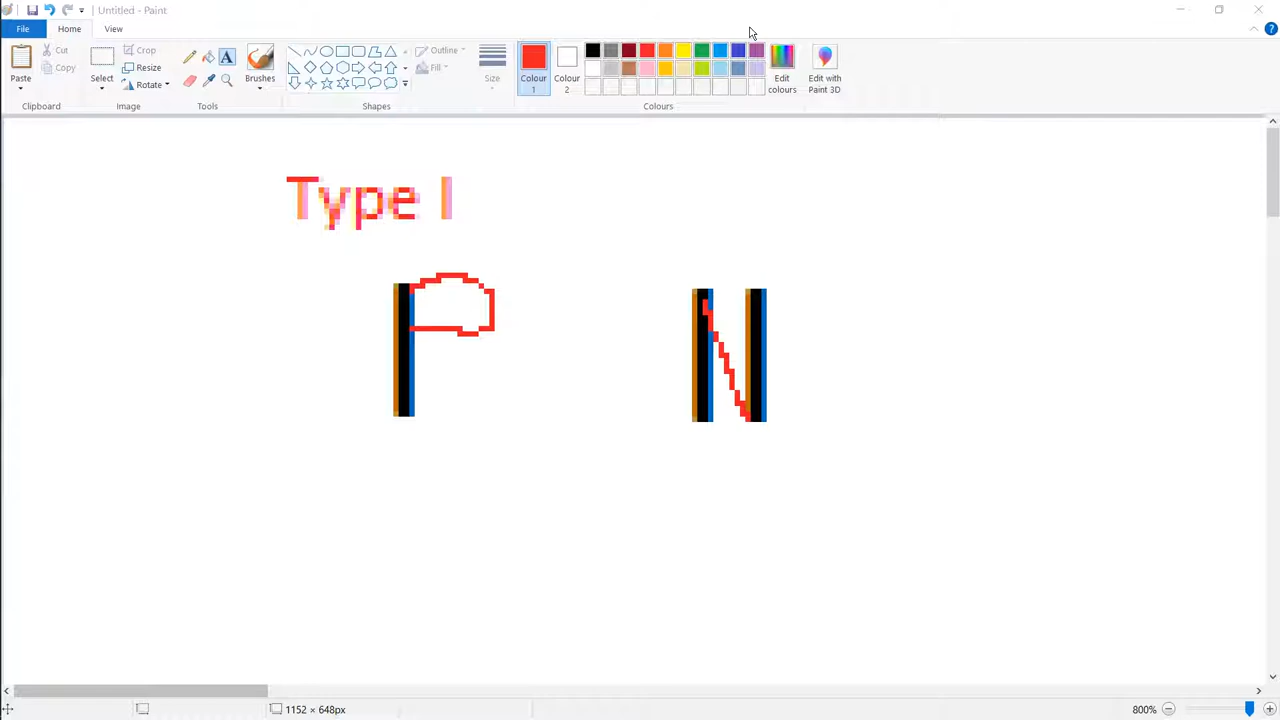 Untitled - Paint
File Home View
Paste Cut Copy Clipboard
Select Crop Resize Rotate Image
Tools
Brushes
Outline Fill Shapes
Size
Colour 1 Colour 2 Colours
Edit colours
Edit with Paint 3D
Type I
P N
1152 × 648px 800%